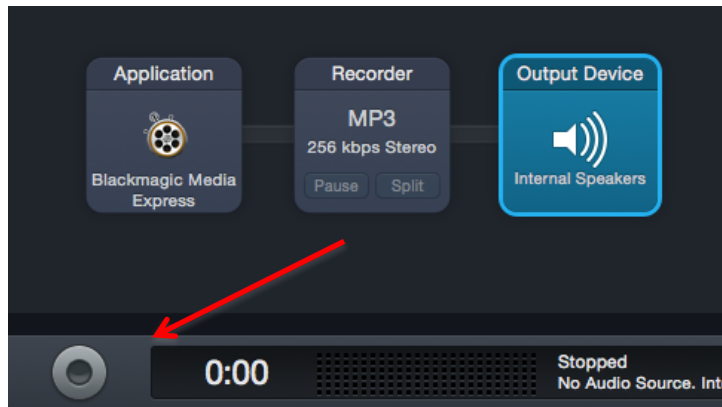 Application
Blackmagic Media
Express
Recorder
MP3
256 kbps Stereo
Pause Split
Output Device
Internal Speakers
0:00
Stopped
No Audio Source.